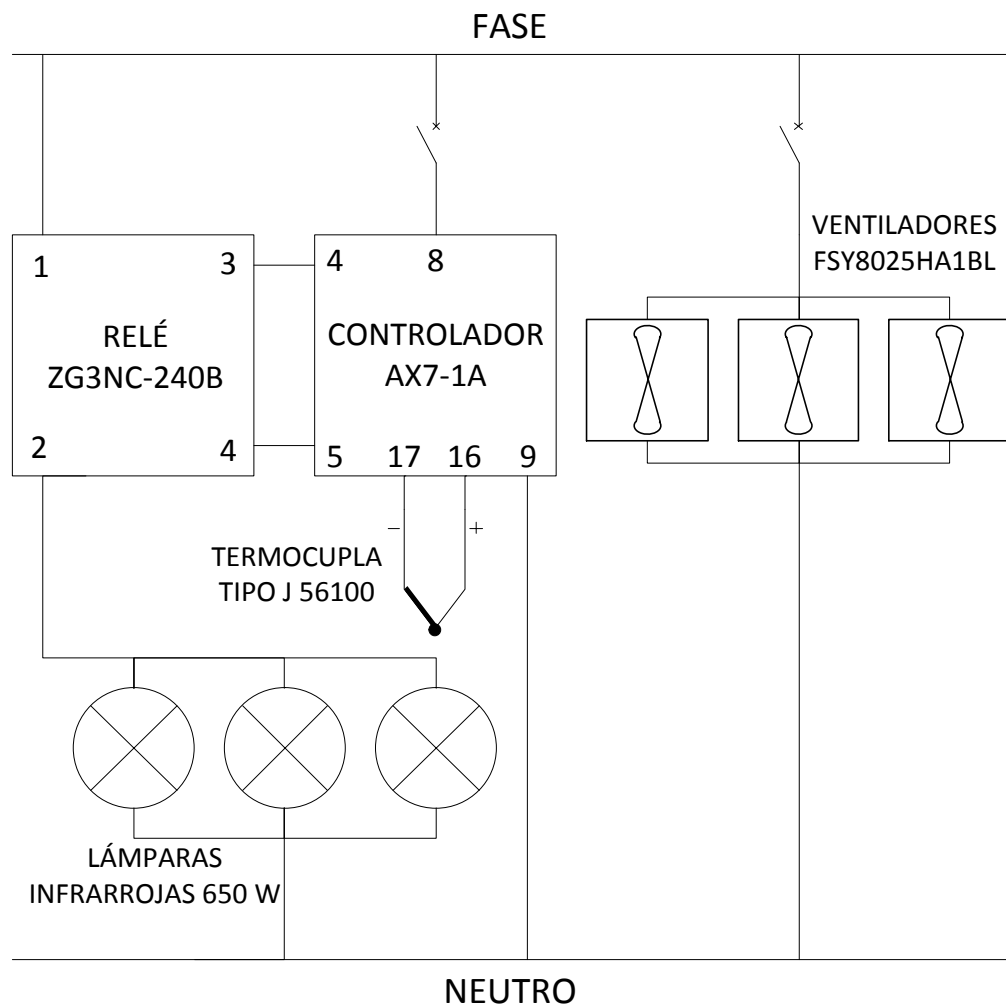 FASE
1
3
4
8
RELÉ
ZG3NC-240B
CONTROLADOR
AX7-1A
VENTILADORES
FSY8025HA1BL
2
4
5
17
16
9
−
+
TERMOCUPLA
TIPO J 56100
LÁMPARAS
INFRARROJAS 650 W
NEUTRO